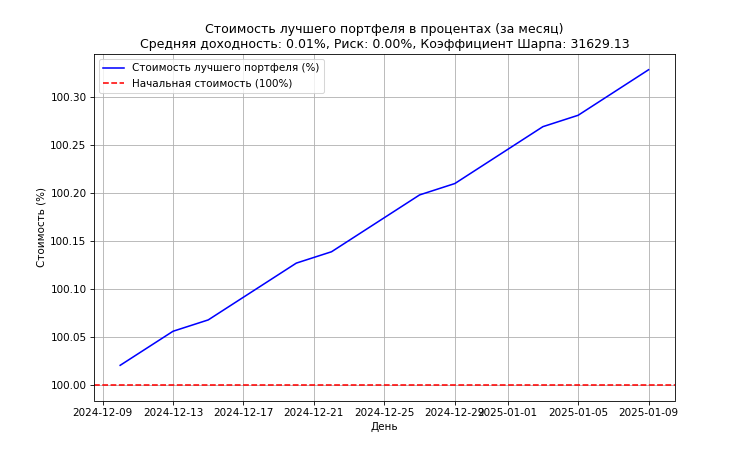 Стоимость лучшего портфеля в процентах (за месяц)
Средняя доходность: 0.01%, Риск: 0.00%, Коэффициент Шарпа: 31629.13
Стоимость лучшего портфеля (%)
Начальная стоимость (100%)
Стоимость (%)
100.30
100.25
100.20
100.15
100.10
100.05
100.00
2024-12-09 2024-12-13 2024-12-17 2024-12-21 2024-12-25 2024-12-29 2025-01-01 2025-01-05 2025-01-09
День